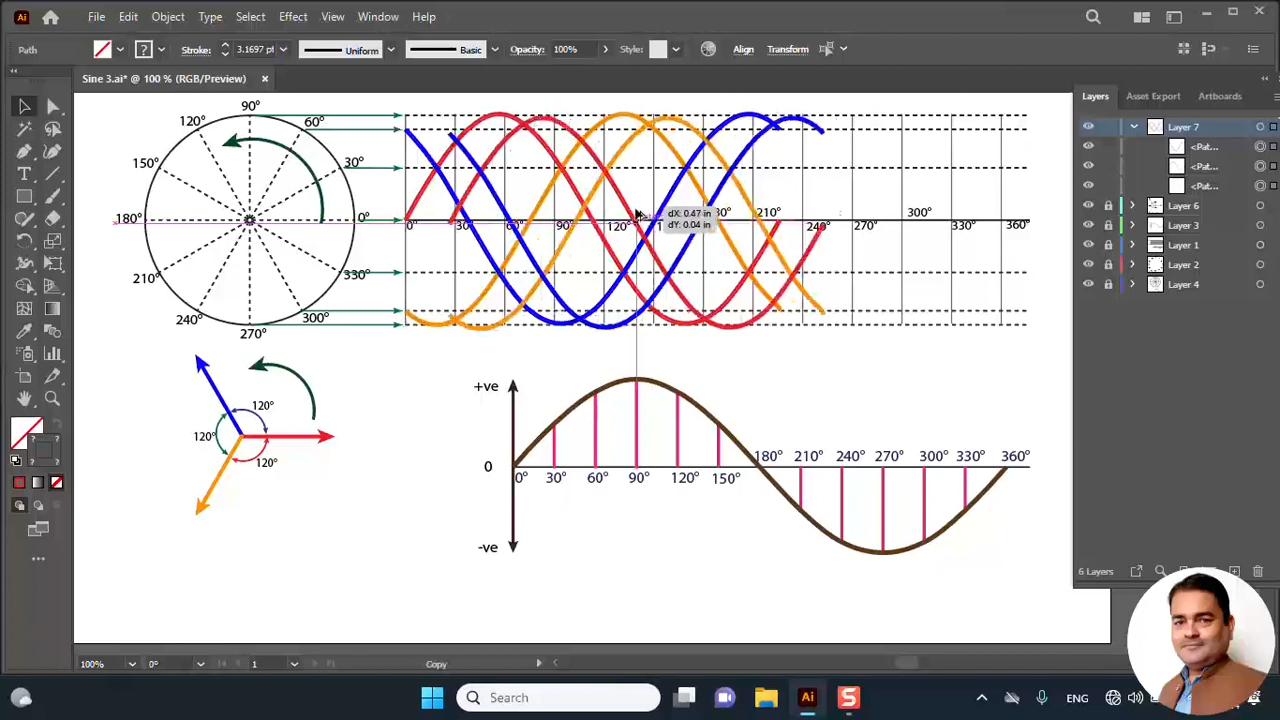 Ai File Edit Object Type Select Effect View Window Help
Path ? Stroke: 3.1697 pt Uniform Basic Opacity: 100% Style: Align Transform
Sine 3.ai* @ 100 % (RGB/Preview) ×
Layers Asset Export Artboards
Layer 7
<Pat...
<Pat...
<Pat...
Layer 6
Layer 3
Layer 1
Layer 2
Layer 4
6 Layers
90°
120° 60°
150° 30°
180° 0°
210° 330°
240° 300°
270°
0° 30° 60° 90° 120° 210° 240° 300° 330° 360°
dX: 0.47 in
dY: 0.04 in
120°
120°
120°
+ve
0
-ve
0° 30° 60° 90° 120° 150° 180° 210° 240° 270° 300° 330° 360°
100% 0° 1 Copy
Search Ai S ENG